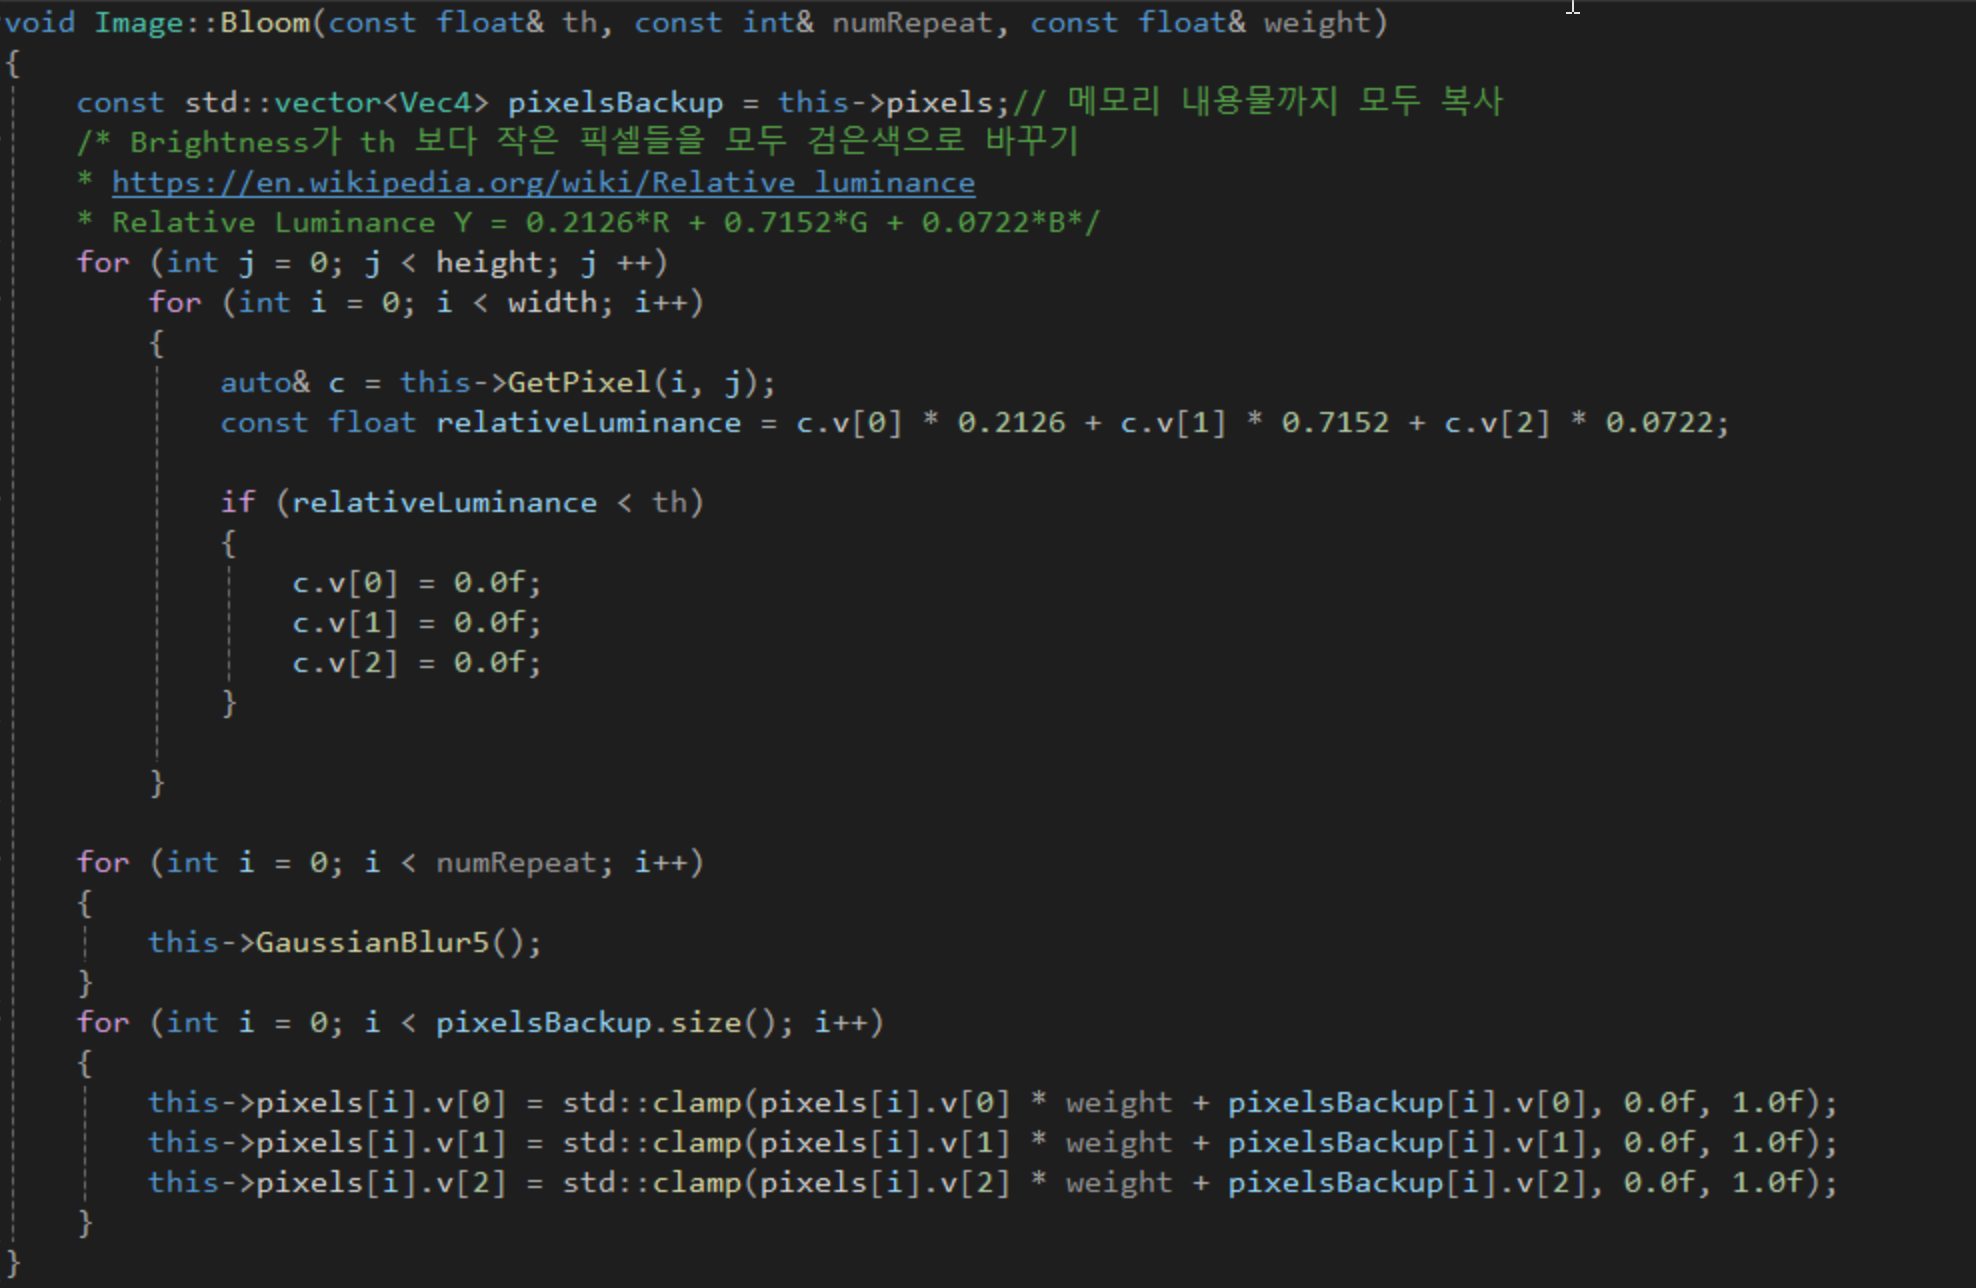 void Image::Bloom(const float& th, const int& numRepeat, const float& weight)
{
    const std::vector<Vec4> pixelsBackup = this->pixels;// 메모리 내용물까지 모두 복사
    /* Brightness가 th 보다 작은 픽셀들을 모두 검은색으로 바꾸기
    * https://en.wikipedia.org/wiki/Relative_luminance
    * Relative Luminance Y = 0.2126*R + 0.7152*G + 0.0722*B*/
    for (int j = 0; j < height; j ++)
        for (int i = 0; i < width; i++)
        {
            auto& c = this->GetPixel(i, j);
            const float relativeLuminance = c.v[0] * 0.2126 + c.v[1] * 0.7152 + c.v[2] * 0.0722;

            if (relativeLuminance < th)
            {
                c.v[0] = 0.0f;
                c.v[1] = 0.0f;
                c.v[2] = 0.0f;
            }

        }

    for (int i = 0; i < numRepeat; i++)
    {
        this->GaussianBlur5();
    }
    for (int i = 0; i < pixelsBackup.size(); i++)
    {
        this->pixels[i].v[0] = std::clamp(pixels[i].v[0] * weight + pixelsBackup[i].v[0], 0.0f, 1.0f);
        this->pixels[i].v[1] = std::clamp(pixels[i].v[1] * weight + pixelsBackup[i].v[1], 0.0f, 1.0f);
        this->pixels[i].v[2] = std::clamp(pixels[i].v[2] * weight + pixelsBackup[i].v[2], 0.0f, 1.0f);
    }
}